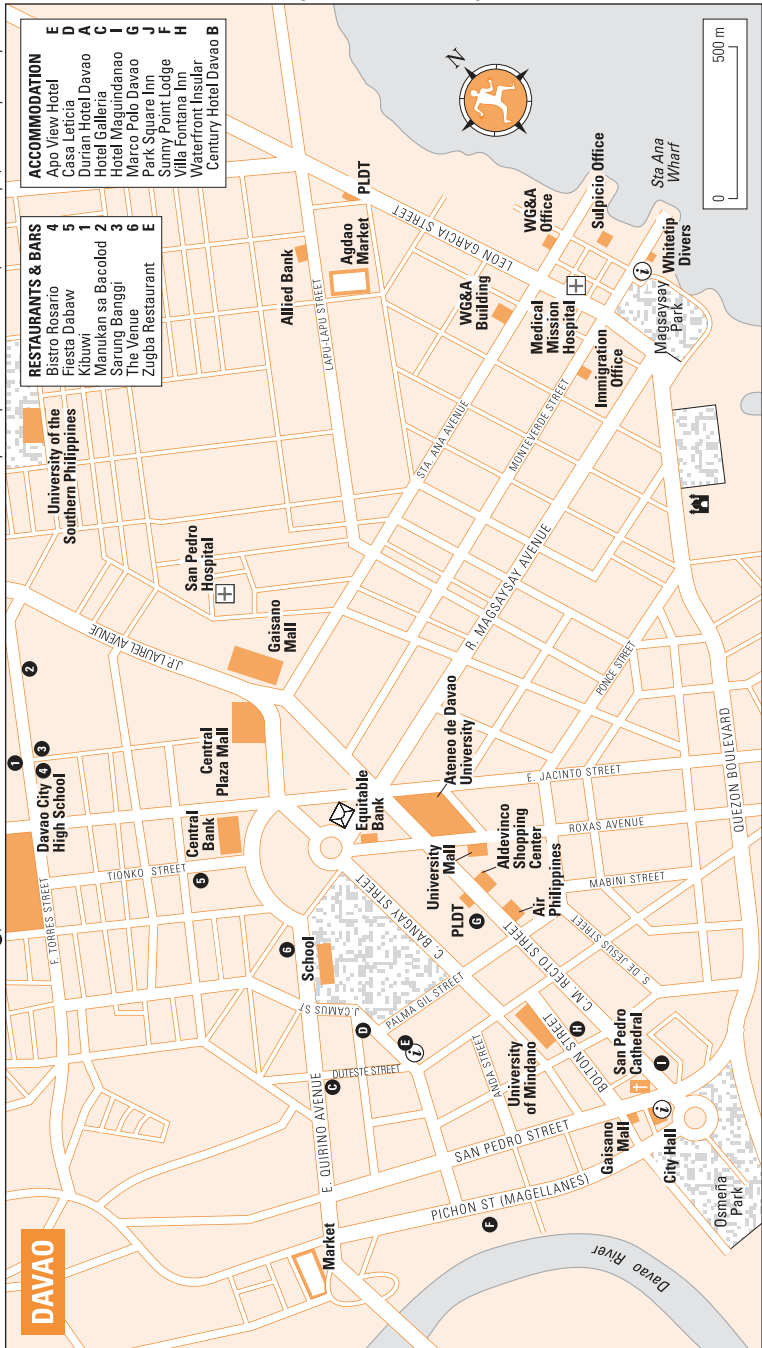 DAVAO
RESTAURANTS & BARS
Bistro Rosario 4
Fiesta Dabaw 5
Kibuwi 1
Manukan sa Bacolod 2
Sarung Banggi 3
The Venue 6
Zugba Restaurant E
ACCOMMODATION
Apo View Hotel E
Casa Leticia D
Durian Hotel Davao A
Hotel Galleria C
Hotel Maguindanao I
Marco Polo Davao G
Park Square Inn J
Sunny Point Lodge F
Villa Fontana Inn H
Waterfront Insular
Century Hotel Davao B
N
0 500 m
University of the
Southern Philippines
Allied Bank
PLDT
Agdao
Market
LAPU-LAPU STREET
LEON GARCIA STREET
WG&A
Office
Sulpicio Office
Sta Ana
Wharf
WG&A
Building
Medical
Mission
Hospital
i
Whitetip
Divers
Magsaysay
Park
Immigration
Office
STA. ANA AVENUE
MONTEVERDE STREET
R. MAGSAYSAY AVENUE
PONCE STREET
San Pedro
Hospital
Gaisano
Mall
J.P. LAUREL AVENUE
2
1
3
4
Davao City
High School
F. TORRES STREET
Central
Plaza Mall
Central
Bank
TIONKO STREET
5
Equitable
Bank
Ateneo de Davao
University
E. JACINTO STREET
ROXAS AVENUE
QUEZON BOULEVARD
University
Mall
Aldevinco
Shopping
Center
Air
Philippines
MABINI STREET
PLDT
G
C. BANGAY STREET
6
School
J.CAMUS ST
PALMA GIL STREET
C.M. RECTO STREET
S. DE JESUS STREET
D
E
i
DUTESTE STREET
C
E. QUIRINO AVENUE
ANDA STREET
University
of Mindano
H
BOLTON STREET
San Pedro
Cathedral
I
SAN PEDRO STREET
Gaisano
Mall
i
City Hall
Osmeña
Park
PICHON ST (MAGELLANES)
F
Market
Davao River